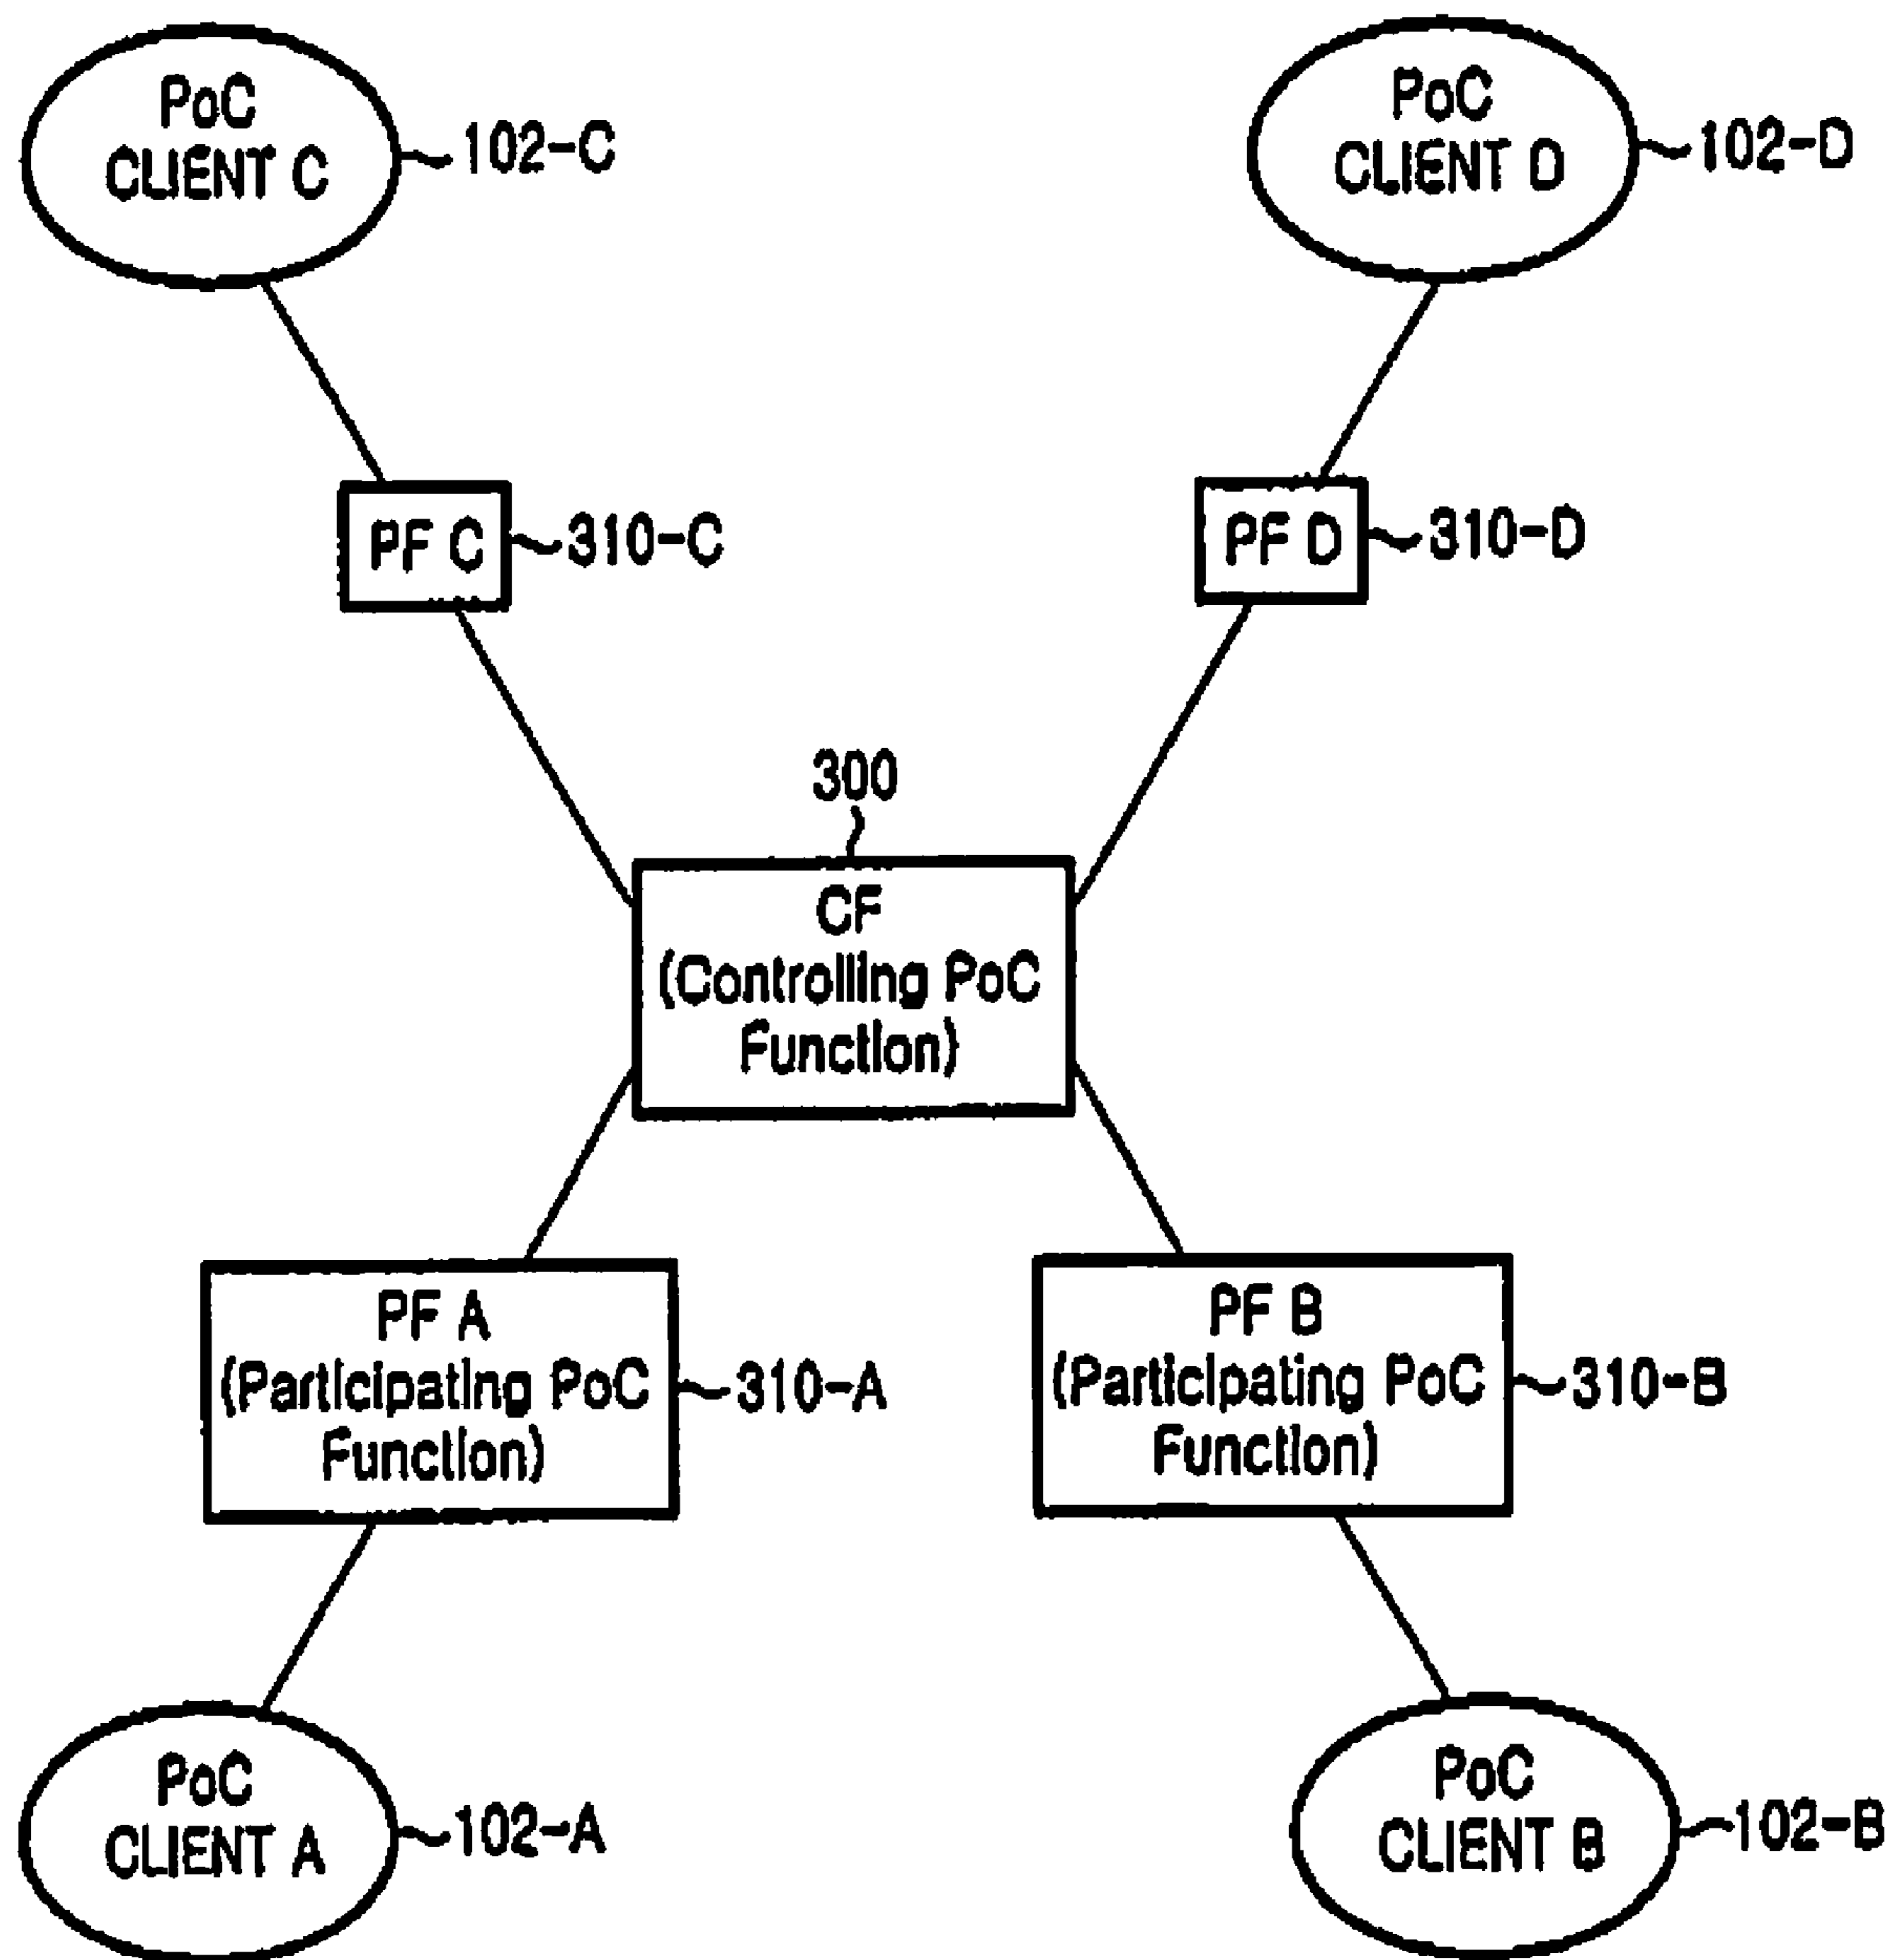 PoC
CLIENT C
102-C
PoC
CLIENT D
102-D
PF C
310-C
PF D
310-D
300
CF
(Controlling PoC
Function)
PF A
(Participating PoC
Function)
310-A
PF B
(Participating PoC
Function)
310-B
PoC
CLIENT A
102-A
PoC
CLIENT B
102-B